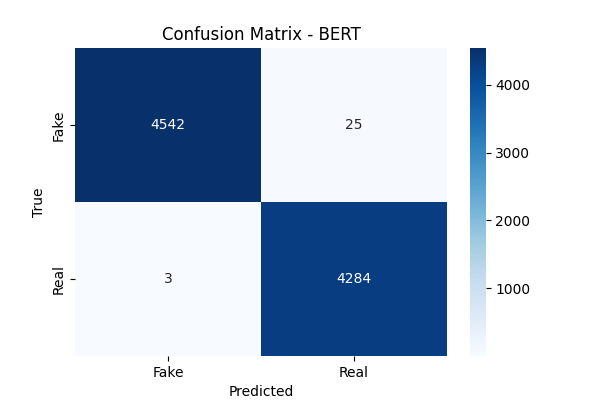 Confusion Matrix - BERT
True
Fake
4542
25
Real
3
4284
Fake
Real
Predicted
4000
3000
2000
1000